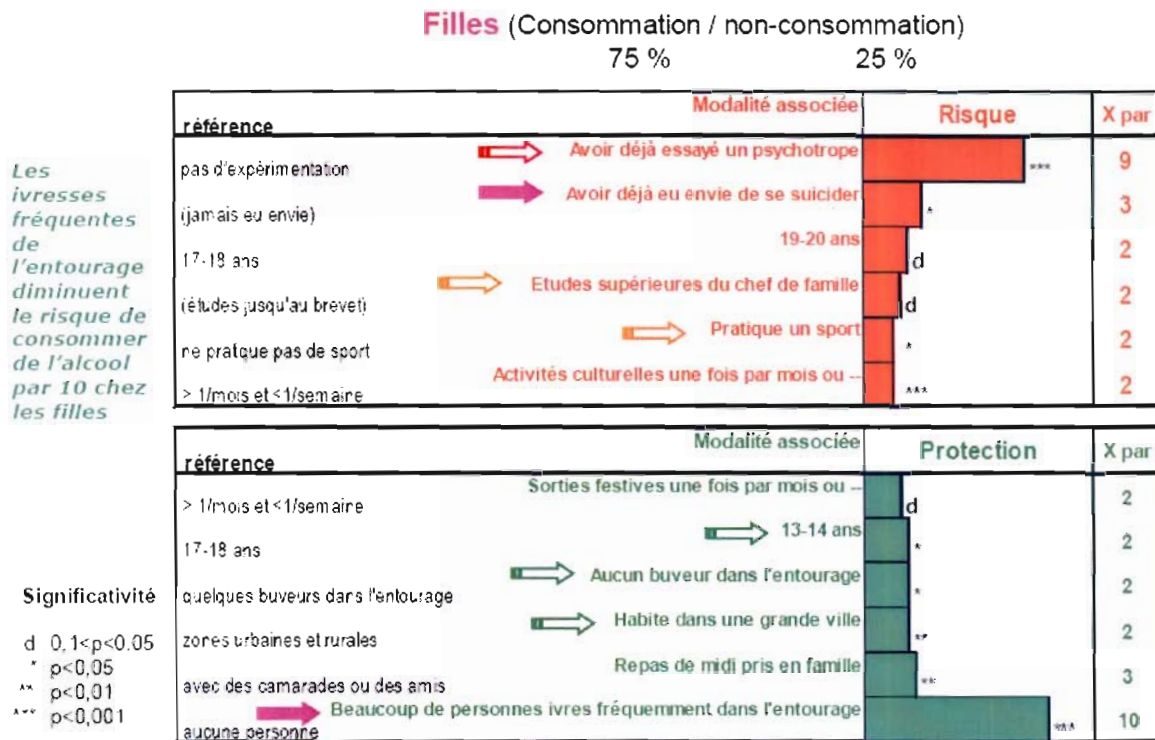 Filles (Consommation / non-consommation)
75 % 25 %
Les
ivresses
fréquentes
de
l'entourage
diminuent
le risque de
consommer
de l'alcool
par 10 chez
les filles
référence Modalité associée Risque X par
pas d'expérimentation Avoir déjà essayé un psychotrope *** 9
(jamais eu envie) Avoir déjà eu envie de se suicider * 3
17-18 ans 19-20 ans d 2
(études jusqu'au brevet) Etudes supérieures du chef de famille d 2
ne pratque pas de sport Pratique un sport * 2
> 1/mois et <1/semaine Activités culturelles une fois par mois ou -- *** 2
référence Modalité associée Protection X par
> 1/mois et <1/semaine Sorties festives une fois par mois ou -- d 2
17-18 ans 13-14 ans * 2
quelques buveurs dans l'entourage Aucun buveur dans l'entourage * 2
zones urbaines et rurales Habite dans une grande ville ** 2
avec des camarades ou des amis Repas de midi pris en famille ** 3
aucune personne Beaucoup de personnes ivres fréquemment dans l'entourage *** 10
Significativité
d 0,1<p<0.05
* p<0,05
** p<0,01
*** p<0,001